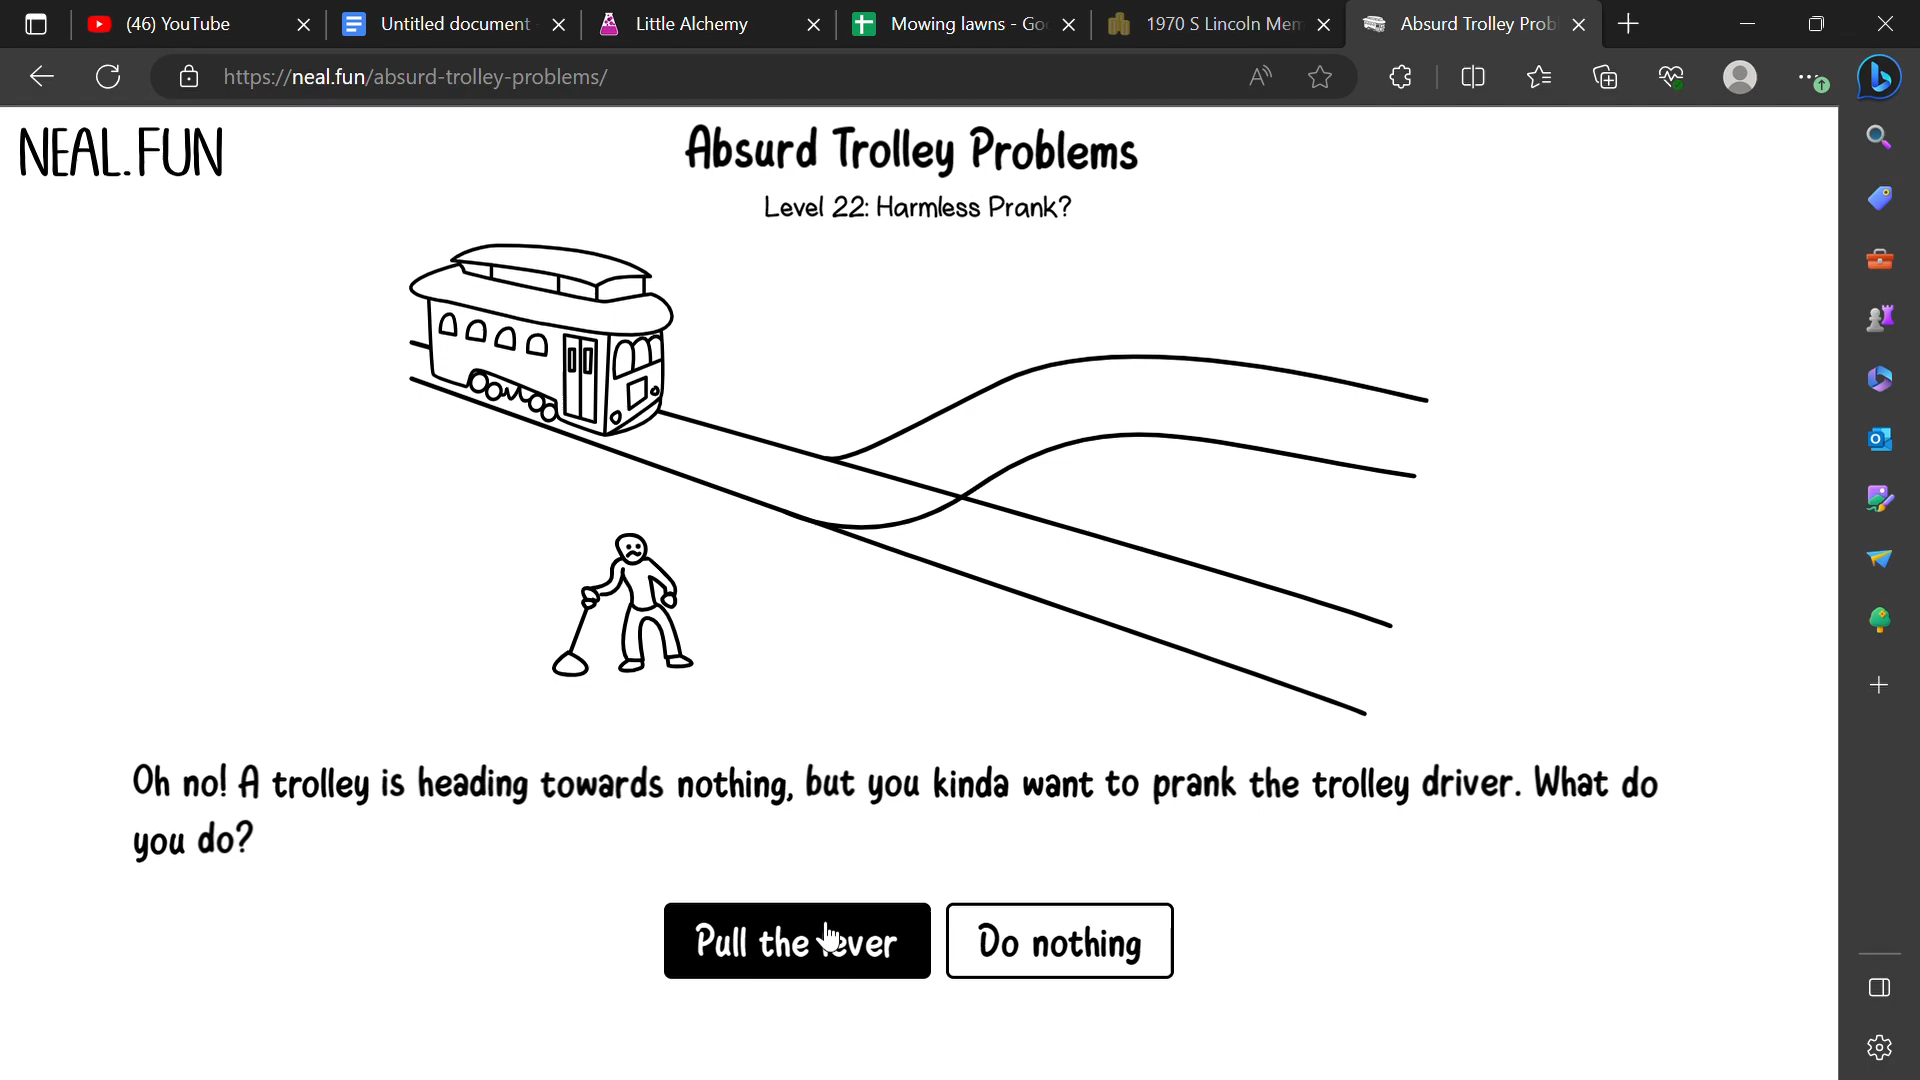 (46) YouTube
Untitled document
Little Alchemy
Mowing lawns - Go
1970 S Lincoln Mem
Absurd Trolley Prob
https://neal.fun/absurd-trolley-problems/
NEAL.FUN
Absurd Trolley Problems
Level 22: Harmless Prank?
Oh no! A trolley is heading towards nothing, but you kinda want to prank the trolley driver. What do
you do?
Pull the lever
Do nothing